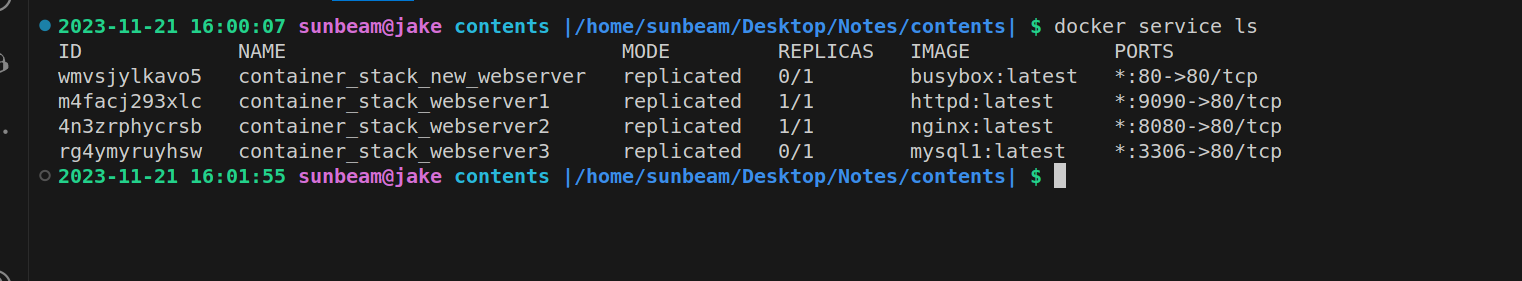 2023-11-21 16:00:07 sunbeam@jake contents |/home/sunbeam/Desktop/Notes/contents| $ docker service ls
ID NAME MODE REPLICAS IMAGE PORTS
wmvsjylkavo5 container_stack_new_webserver replicated 0/1 busybox:latest *:80->80/tcp
m4facj293xlc container_stack_webserver1 replicated 1/1 httpd:latest *:9090->80/tcp
4n3zrphycrsb container_stack_webserver2 replicated 1/1 nginx:latest *:8080->80/tcp
rg4ymyruyhsw container_stack_webserver3 replicated 0/1 mysql1:latest *:3306->80/tcp
2023-11-21 16:01:55 sunbeam@jake contents |/home/sunbeam/Desktop/Notes/contents| $